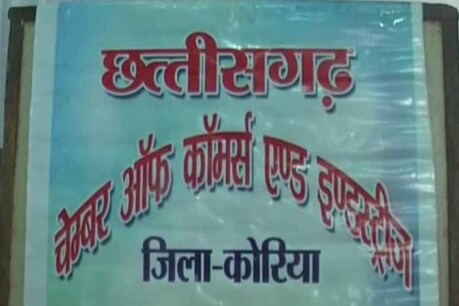 छत्तीसगढ़
चेम्बर ऑफ कॉमर्स एण्ड इण्डस्ट्रीज
जिला-कोरिया